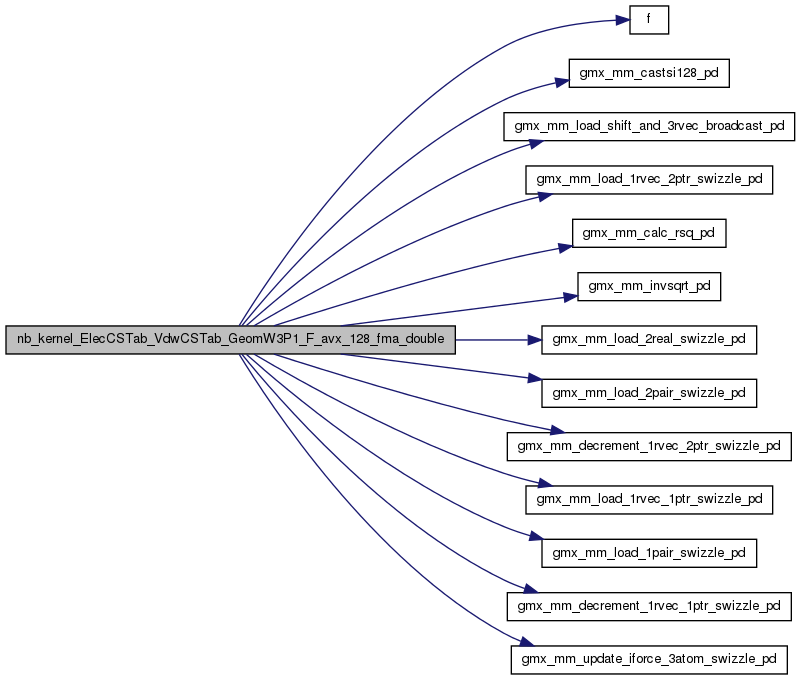 f
gmx_mm_castsi128_pd
gmx_mm_load_shift_and_3rvec_broadcast_pd
gmx_mm_load_1rvec_2ptr_swizzle_pd
gmx_mm_calc_rsq_pd
gmx_mm_invsqrt_pd
nb_kernel_ElecCSTab_VdwCSTab_GeomW3P1_F_avx_128_fma_double
gmx_mm_load_2real_swizzle_pd
gmx_mm_load_2pair_swizzle_pd
gmx_mm_decrement_1rvec_2ptr_swizzle_pd
gmx_mm_load_1rvec_1ptr_swizzle_pd
gmx_mm_load_1pair_swizzle_pd
gmx_mm_decrement_1rvec_1ptr_swizzle_pd
gmx_mm_update_iforce_3atom_swizzle_pd